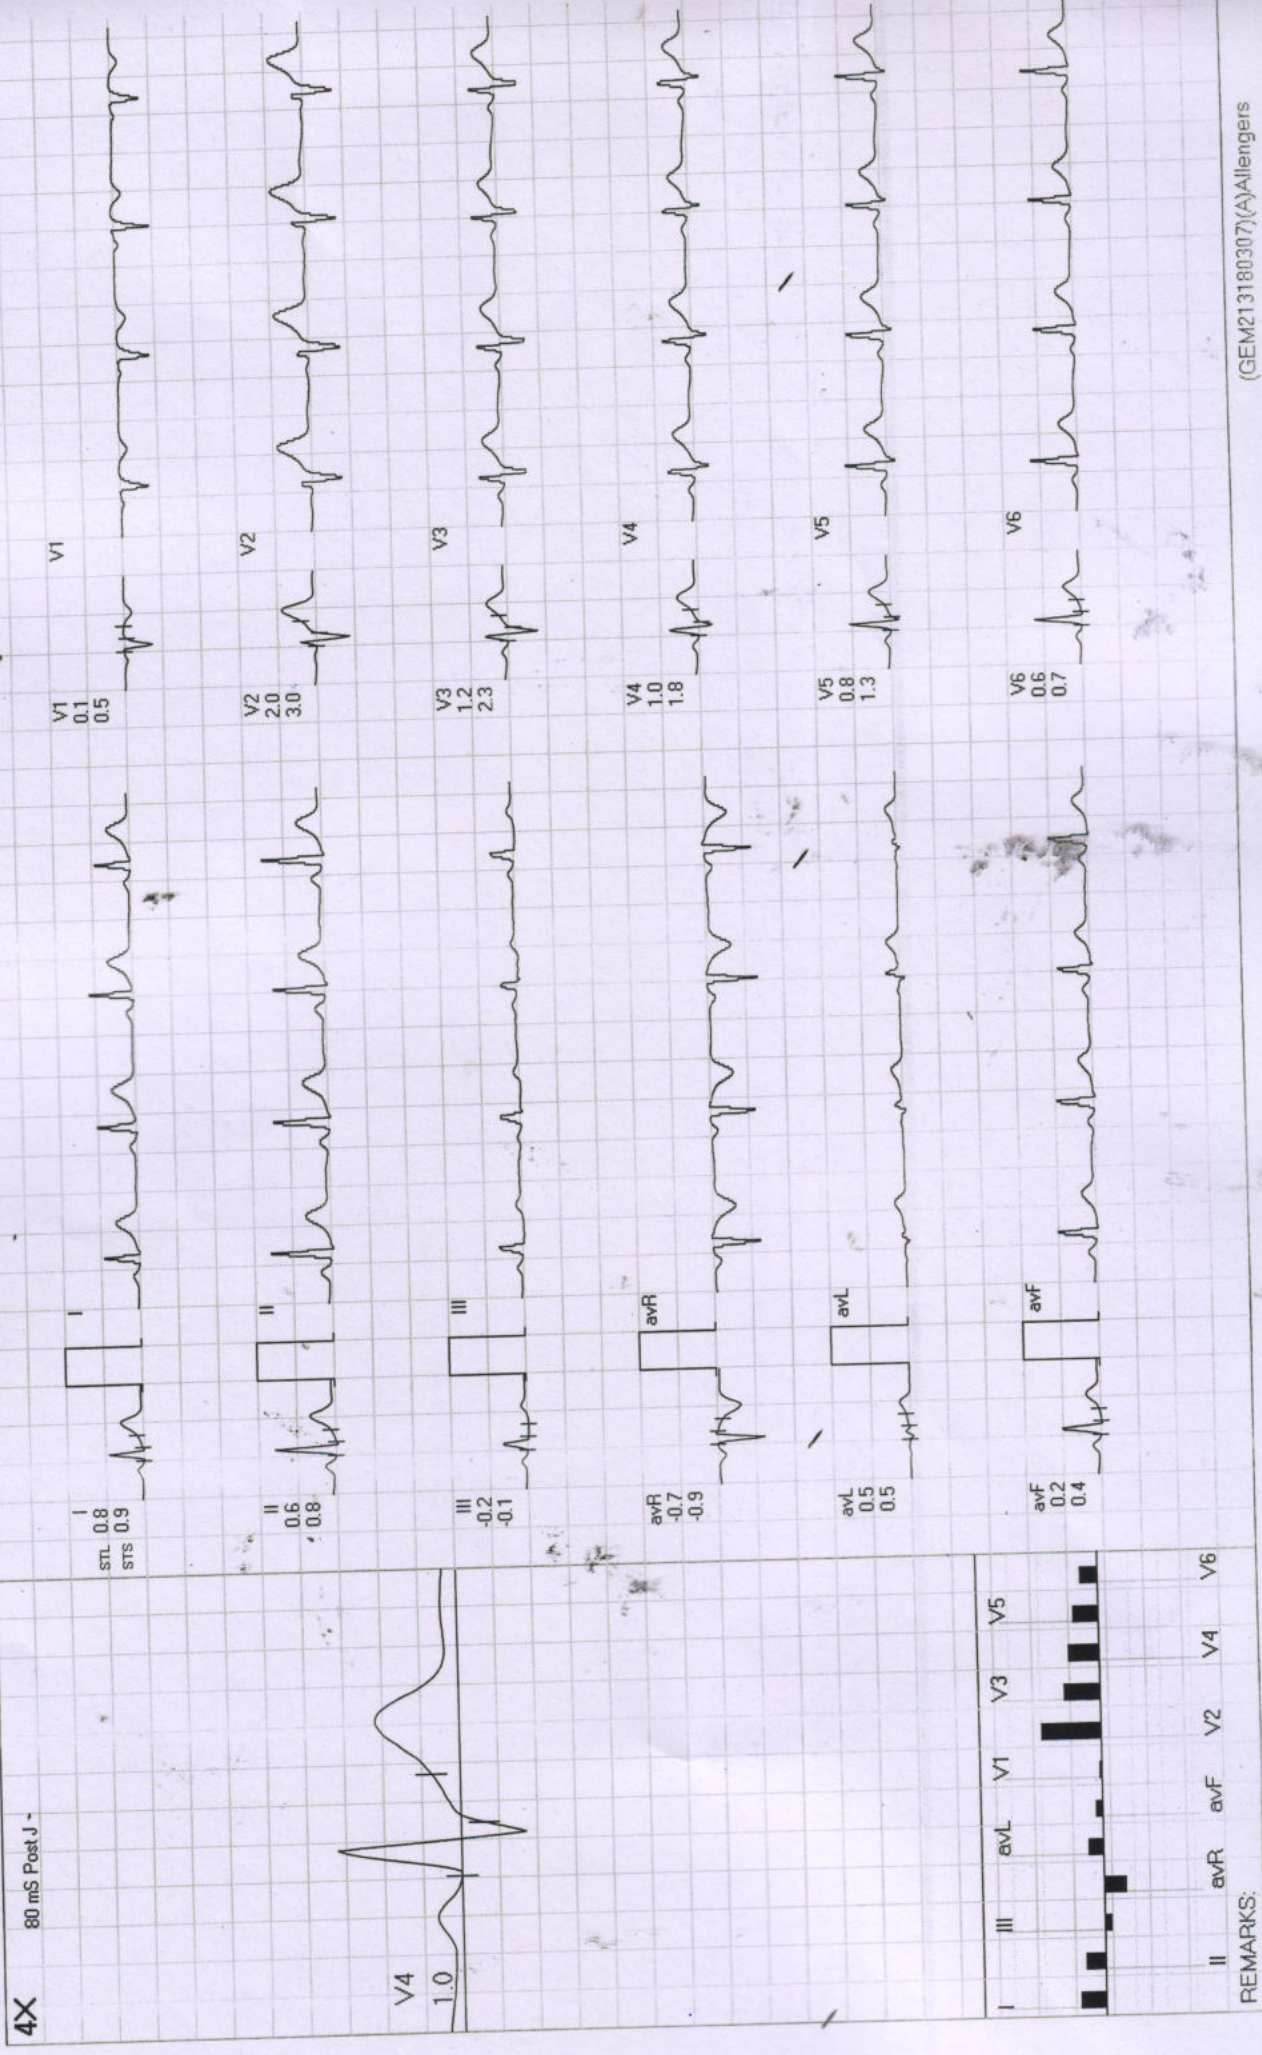 4X
80 mS Post J -
V4
1.0
I
STL 0.8
STS 0.9
I
V1
0.1
0.5
V1
II
0.6
0.8
II
V2
2.0
3.0
V2
III
-0.2
-0.1
III
V3
1.2
2.3
V3
avR
-0.7
-0.9
avR
V4
1.0
1.8
V4
avL
0.5
0.5
avL
V5
0.8
1.3
V5
avF
0.2
0.4
avF
V6
0.6
0.7
V6
I III avL V1 V3 V5
II avR avF V2 V4 V6
REMARKS:
(GEM213180307)(A)Allengers